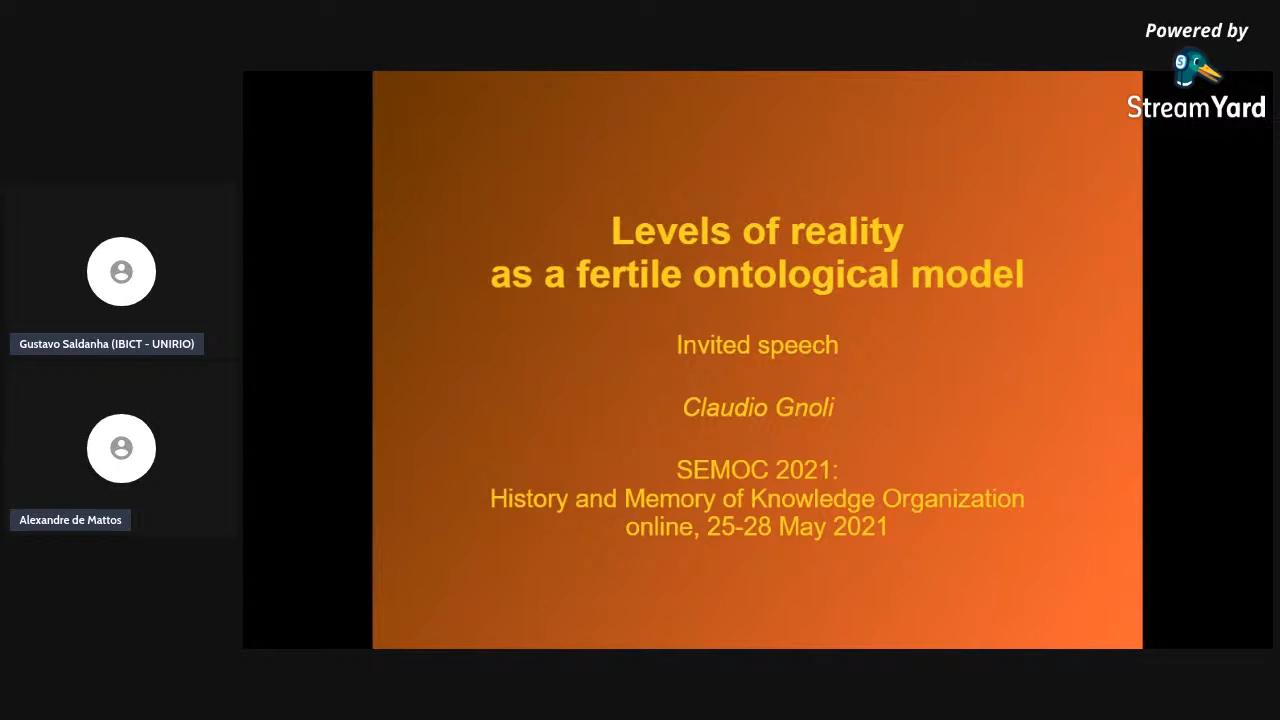 Powered by
StreamYard
Levels of reality
as a fertile ontological model
Invited speech
Claudio Gnoli
SEMOC 2021:
History and Memory of Knowledge Organization
online, 25-28 May 2021
Gustavo Saldanha (IBICT - UNIRIO)
Alexandre de Mattos